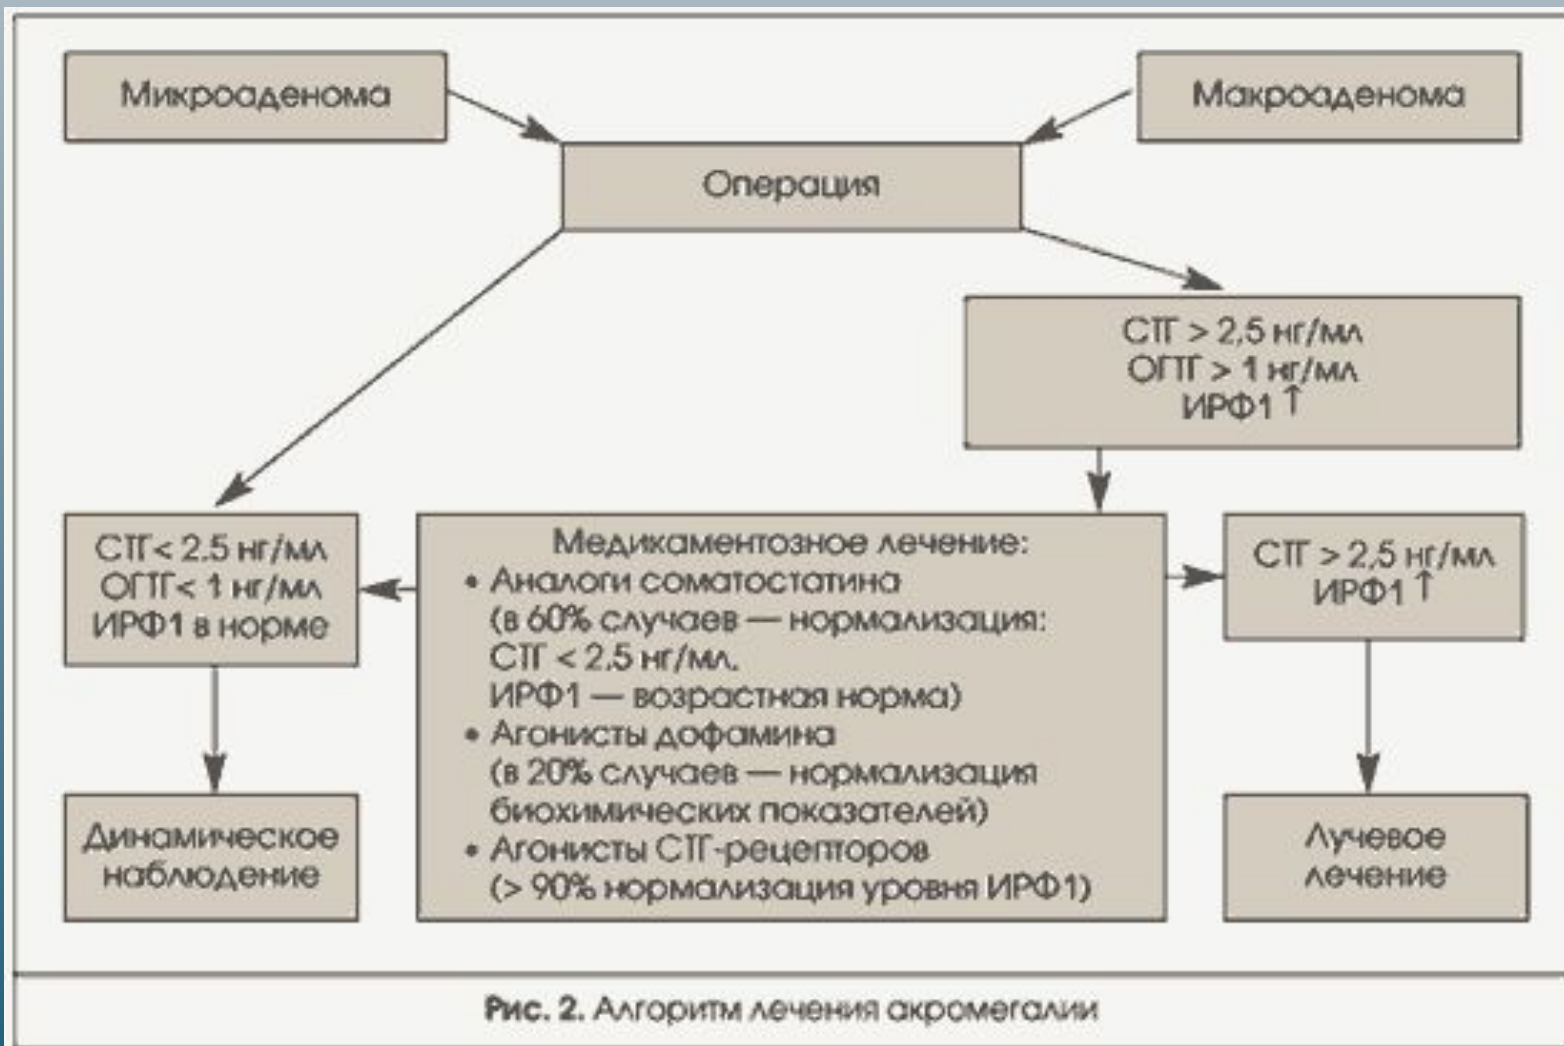 Микроаденома
Макроаденома
Операция
СТГ > 2,5 нг/мл
ОГТГ > 1 нг/мл
ИРФ1 ↑
СТГ< 2.5 нг/мл
ОГТГ< 1 нг/мл
ИРФ1 в норме
Медикаментозное лечение:
• Аналоги соматостатина
(в 60% случаев — нормализация:
СТГ < 2.5 нг/мл.
ИРФ1 — возрастная норма)
• Агонисты дофамина
(в 20% случаев — нормализация
биохимических показателей)
• Агонисты СТГ-рецепторов
(> 90% нормализация уровня ИРФ1)
СТГ > 2,5 нг/мл
ИРФ1 ↑
Динамическое
наблюдение
Лучевое
лечение
Рис. 2. Алгоритм лечения акромегалии